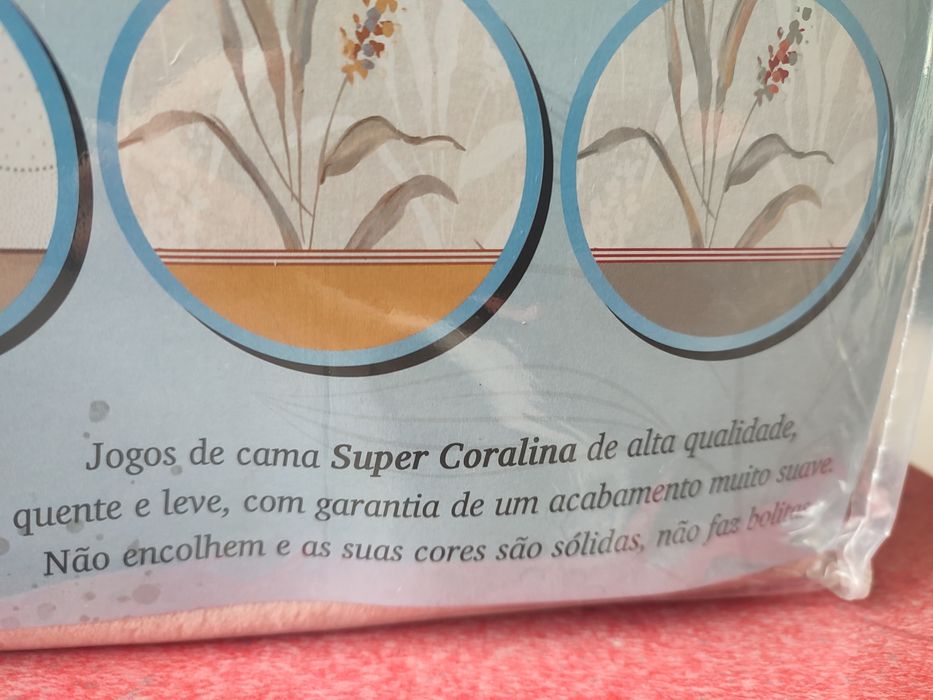 Jogos de cama Super Coralina de alta qualidade,
quente e leve, com garantia de um acabamento muito suave.
Não encolhem e as suas cores são sólidas, não faz bolitas